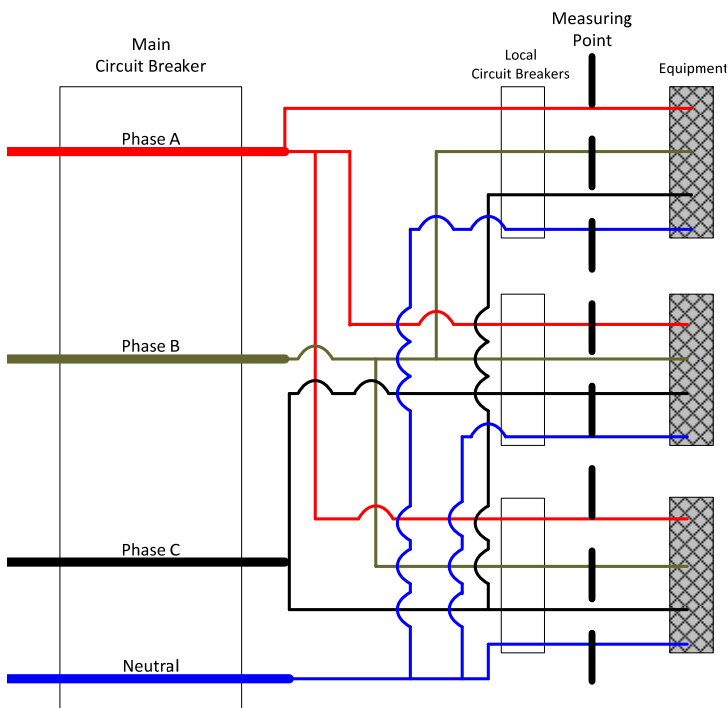 Measuring
Point
Main
Circuit Breaker
Local
Circuit Breakers
Equipment
Phase A
Phase B
Phase C
Neutral